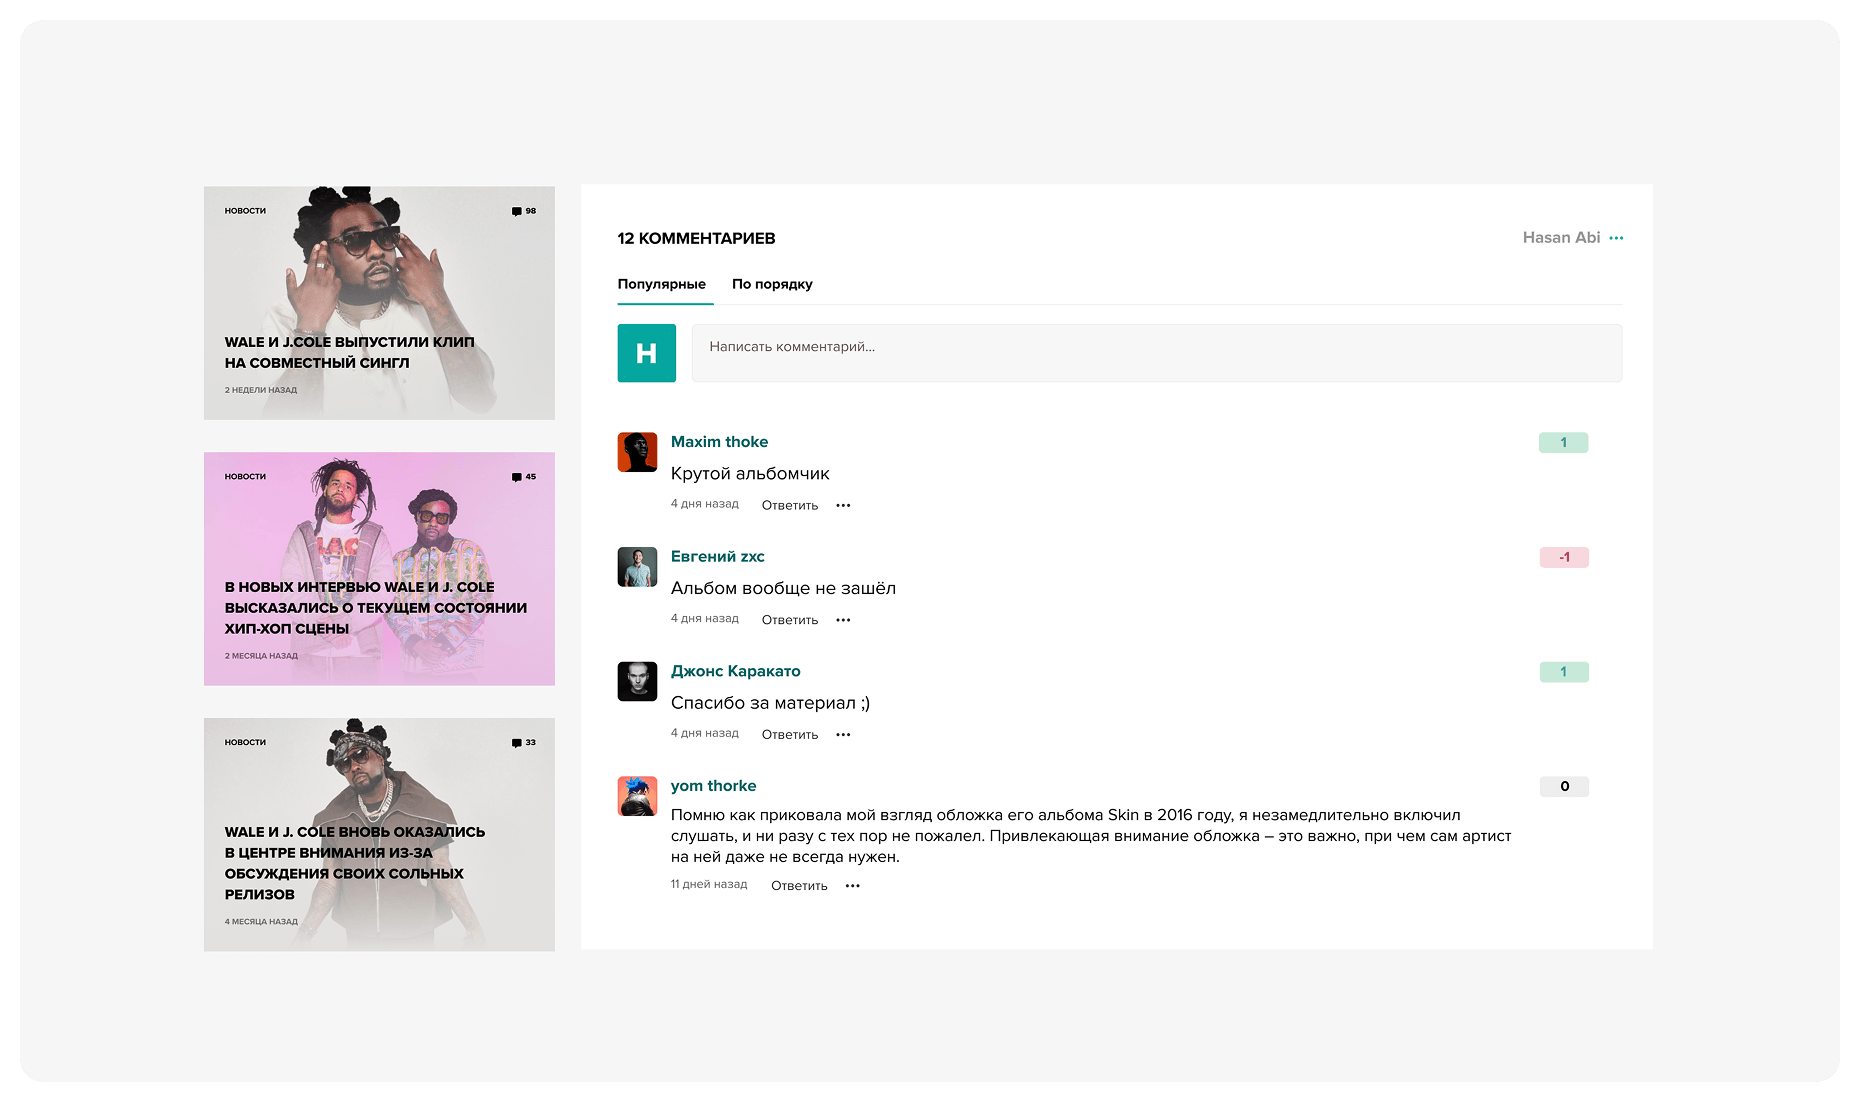 НОВОСТИ
98
WALE И J.COLE ВЫПУСТИЛИ КЛИП
НА СОВМЕСТНЫЙ СИНГЛ
2 НЕДЕЛИ НАЗАД
НОВОСТИ
45
В НОВЫХ ИНТЕРВЬЮ WALE И J. COLE
ВЫСКАЗАЛИСЬ О ТЕКУЩЕМ СОСТОЯНИИ
ХИП-ХОП СЦЕНЫ
2 МЕСЯЦА НАЗАД
НОВОСТИ
33
WALE И J. COLE ВНОВЬ ОКАЗАЛИСЬ
В ЦЕНТРЕ ВНИМАНИЯ ИЗ-ЗА
ОБСУЖДЕНИЯ СВОИХ СОЛЬНЫХ
РЕЛИЗОВ
4 МЕСЯЦА НАЗАД
12 КОММЕНТАРИЕВ
Hasan Abi
Популярные
По порядку
H
Написать комментарий...
Maxim thoke
1
Крутой альбомчик
4 дня назад
Ответить
Евгений zxc
-1
Альбом вообще не зашёл
4 дня назад
Ответить
Джонс Каракато
1
Спасибо за материал ;)
4 дня назад
Ответить
yom thorke
0
Помню как приковала мой взгляд обложка его альбома Skin в 2016 году, я незамедлительно включил
слушать, и ни разу с тех пор не пожалел. Привлекающая внимание обложка – это важно, при чем сам артист
на ней даже не всегда нужен.
11 дней назад
Ответить